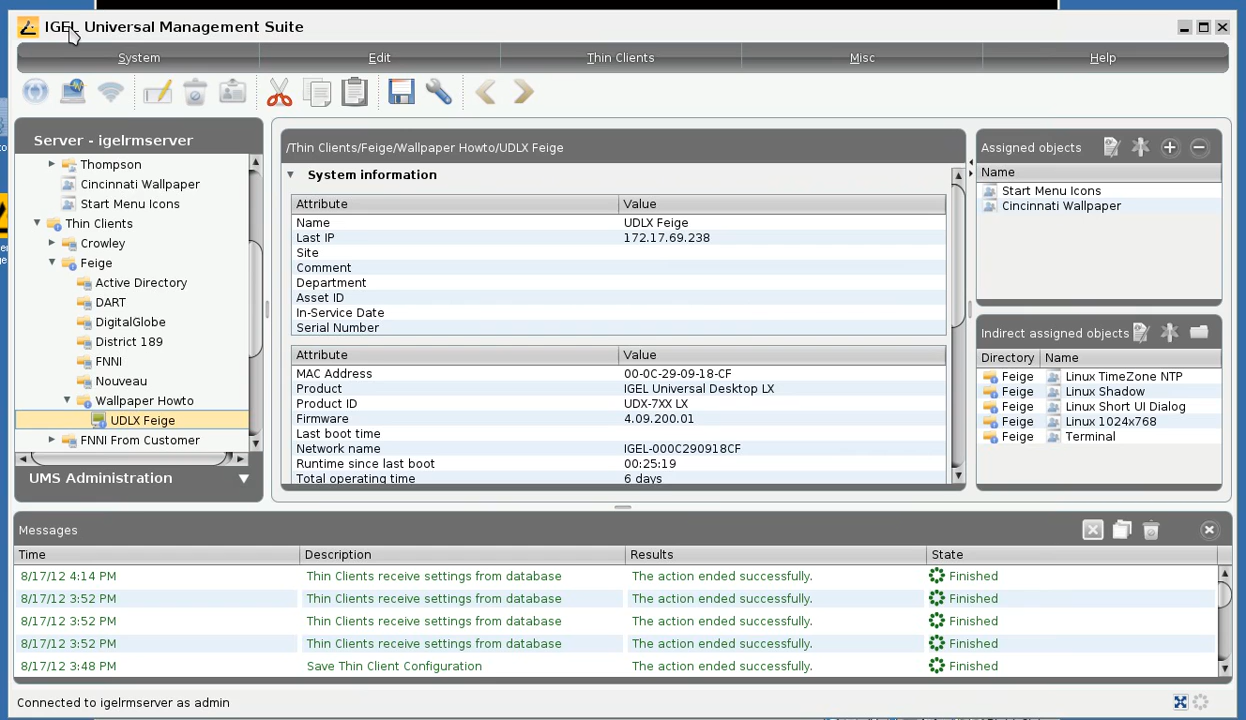 IGEL Universal Management Suite
System Edit Thin Clients Misc Help
Server - igelrmserver
Thompson
Cincinnati Wallpaper
Start Menu Icons
Thin Clients
Crowley
Feige
Active Directory
DART
DigitalGlobe
District 189
FNNI
Nouveau
Wallpaper Howto
UDLX Feige
FNNI From Customer
UMS Administration
/Thin Clients/Feige/Wallpaper Howto/UDLX Feige
System information
Attribute Value
Name UDLX Feige
Last IP 172.17.69.238
Site
Comment
Department
Asset ID
In-Service Date
Serial Number
Attribute Value
MAC Address 00-0C-29-09-18-CF
Product IGEL Universal Desktop LX
Product ID UDX-7XX LX
Firmware 4.09.200.01
Last boot time
Network name IGEL-000C290918CF
Runtime since last boot 00:25:19
Total operating time 6 days
Assigned objects
Name
Start Menu Icons
Cincinnati Wallpaper
Indirect assigned objects
Directory Name
Feige Linux TimeZone NTP
Feige Linux Shadow
Feige Linux Short UI Dialog
Feige Linux 1024x768
Feige Terminal
Messages
Time Description Results State
8/17/12 4:14 PM Thin Clients receive settings from database The action ended successfully. Finished
8/17/12 3:52 PM Thin Clients receive settings from database The action ended successfully. Finished
8/17/12 3:52 PM Thin Clients receive settings from database The action ended successfully. Finished
8/17/12 3:52 PM Thin Clients receive settings from database The action ended successfully. Finished
8/17/12 3:48 PM Save Thin Client Configuration The action ended successfully. Finished
Connected to igelrmserver as admin